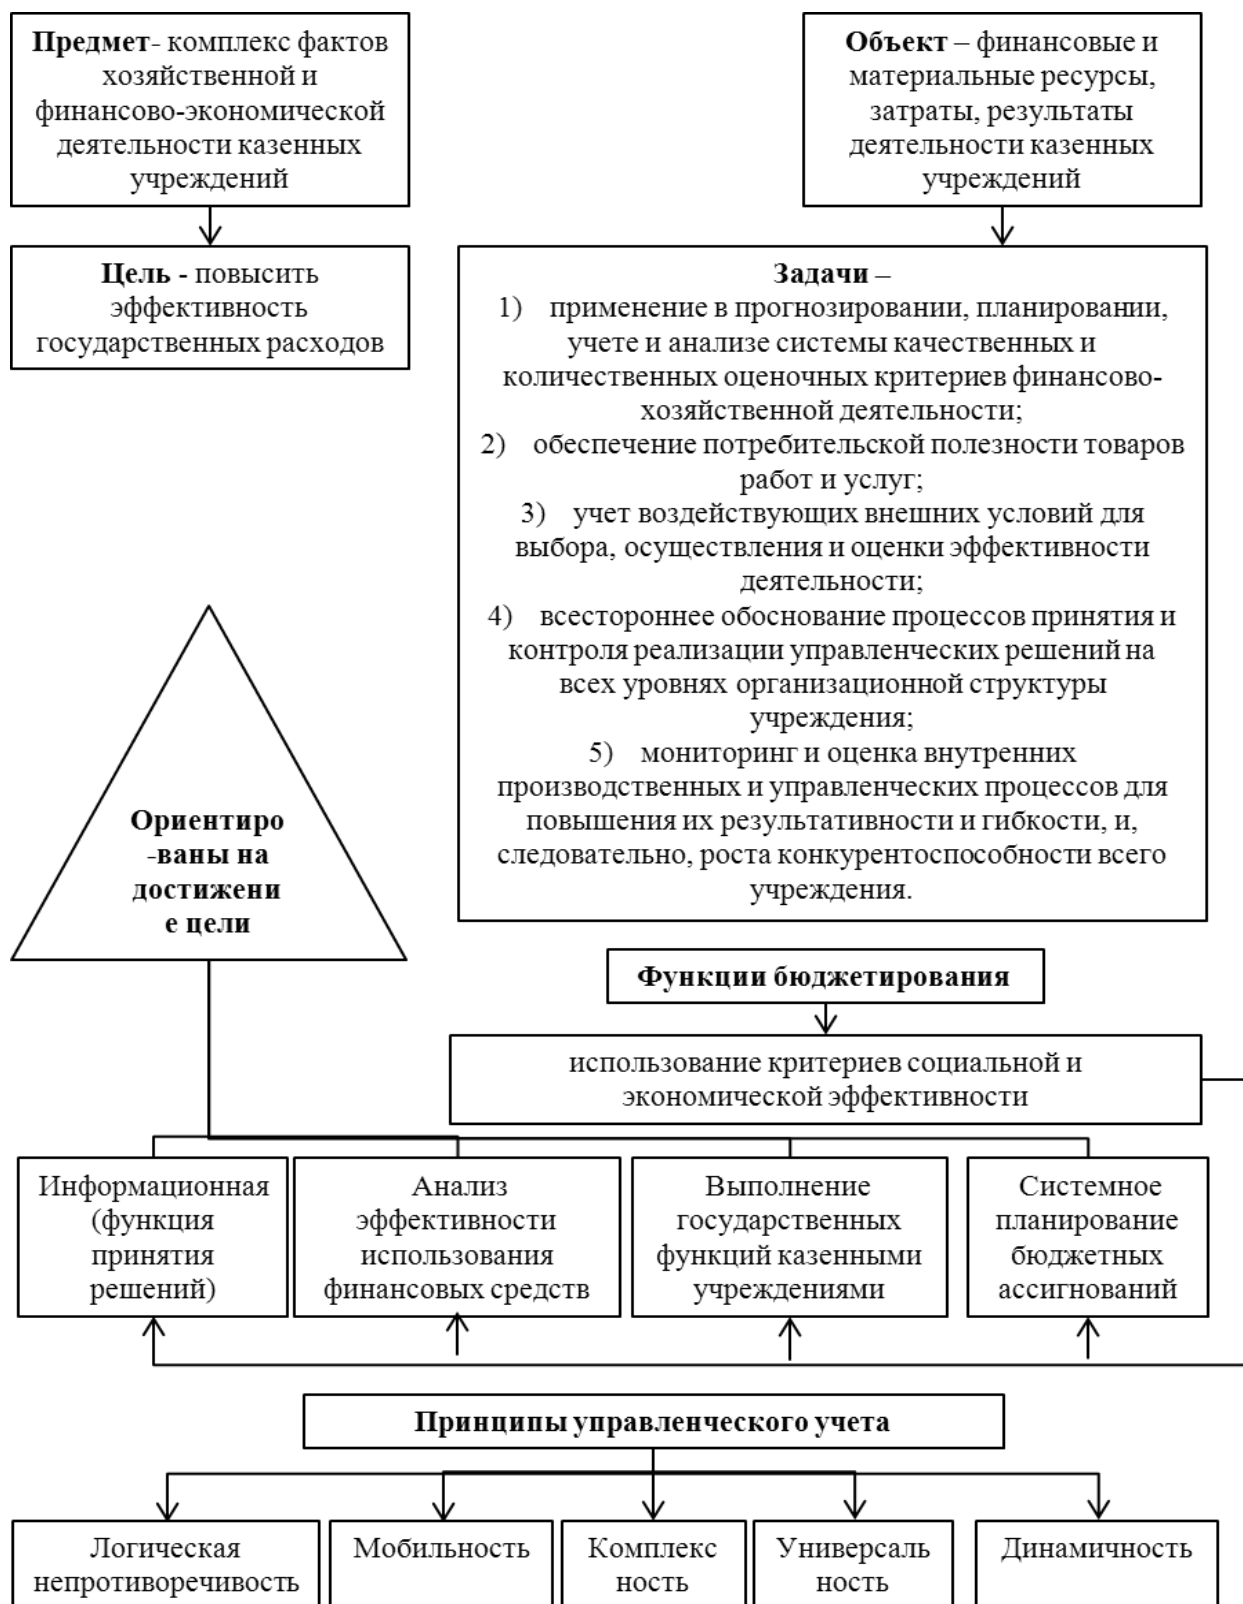 Предмет- комплекс фактов
хозяйственной и
финансово-экономической
деятельности казенных
учреждений
Объект – финансовые и
материальные ресурсы,
затраты, результаты
деятельности казенных
учреждений
Цель - повысить
эффективность
государственных расходов
Задачи –
1) применение в прогнозировании, планировании,
учете и анализе системы качественных и
количественных оценочных критериев финансово-
хозяйственной деятельности;
2) обеспечение потребительской полезности товаров
работ и услуг;
3) учет воздействующих внешних условий для
выбора, осуществления и оценки эффективности
деятельности;
4) всестороннее обоснование процессов принятия и
контроля реализации управленческих решений на
всех уровнях организационной структуры
учреждения;
5) мониторинг и оценка внутренних
производственных и управленческих процессов для
повышения их результативности и гибкости, и,
следовательно, роста конкурентоспособности всего
учреждения.
Ориентиро
-ваны на
достижени
е цели
Функции бюджетирования
использование критериев социальной и
экономической эффективности
Информационная
(функция
принятия
решений)
Анализ
эффективности
использования
финансовых средств
Выполнение
государственных
функций казенными
учреждениями
Системное
планирование
бюджетных
ассигнований
Принципы управленческого учета
Логическая
непротиворечивость
Мобильность
Комплекс
ность
Универсаль
ность
Динамичность